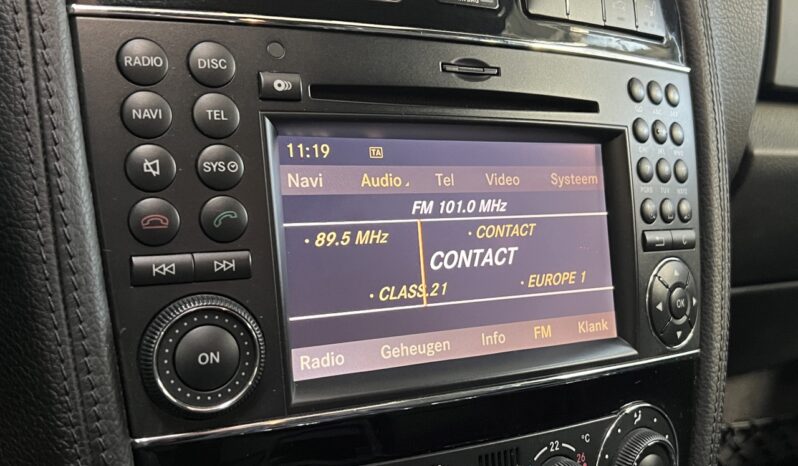 RADIO DISC
NAVI TEL
SYS
11:19 TA
Navi Audio Tel Video Systeem
FM 101.0 MHz
• 89.5 MHz • CONTACT
CONTACT
• CLASS.21 • EUROPE 1
Radio Geheugen Info FM Klank
ON
OK
C
22 °C
26